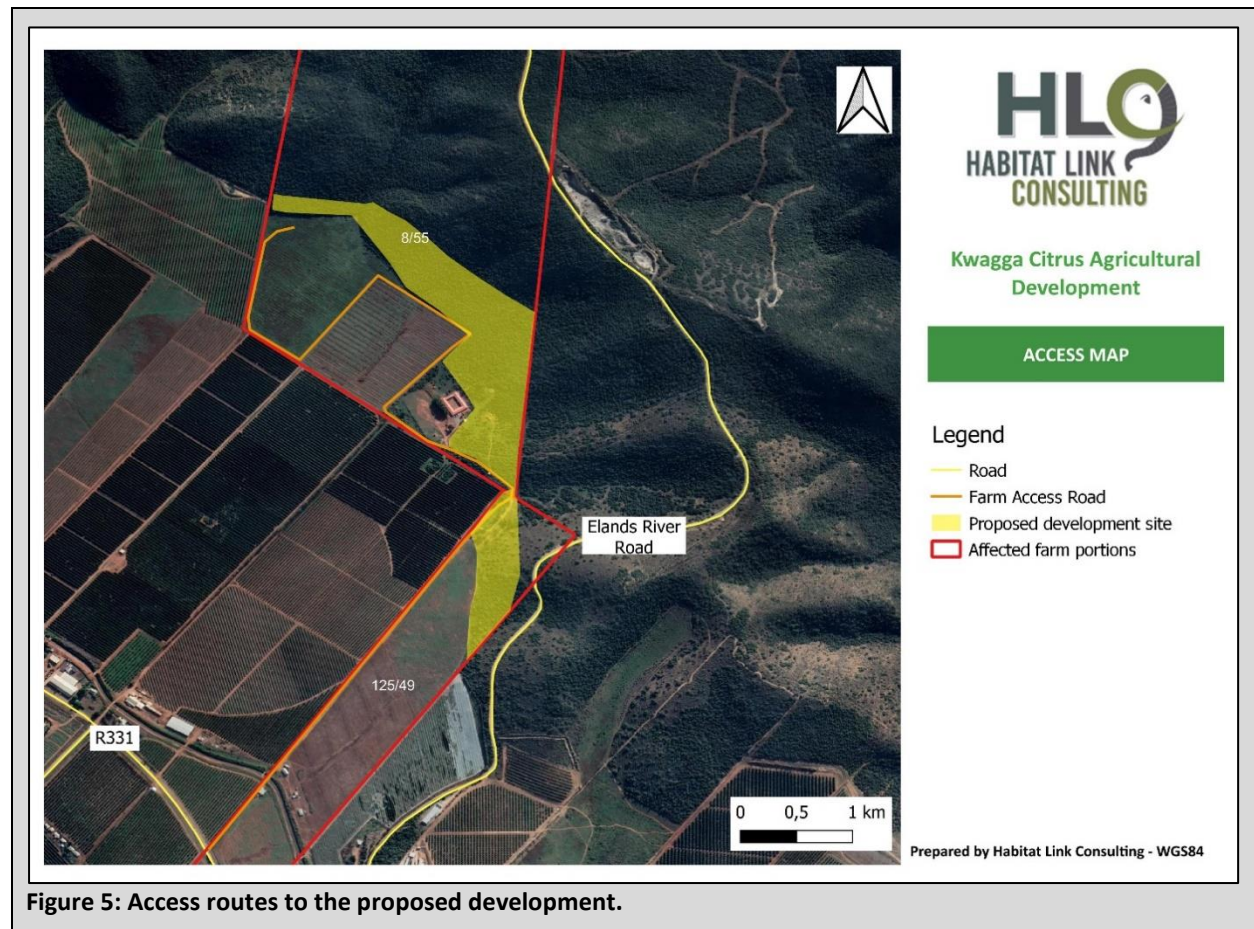 8/55
Elands River
Road
125/49
R331
0 0,5 1 km
HLC
HABITAT LINK
CONSULTING
Kwagga Citrus Agricultural
Development
ACCESS MAP
Legend
Road
Farm Access Road
Proposed development site
Affected farm portions
Prepared by Habitat Link Consulting - WGS84
Figure 5: Access routes to the proposed development.